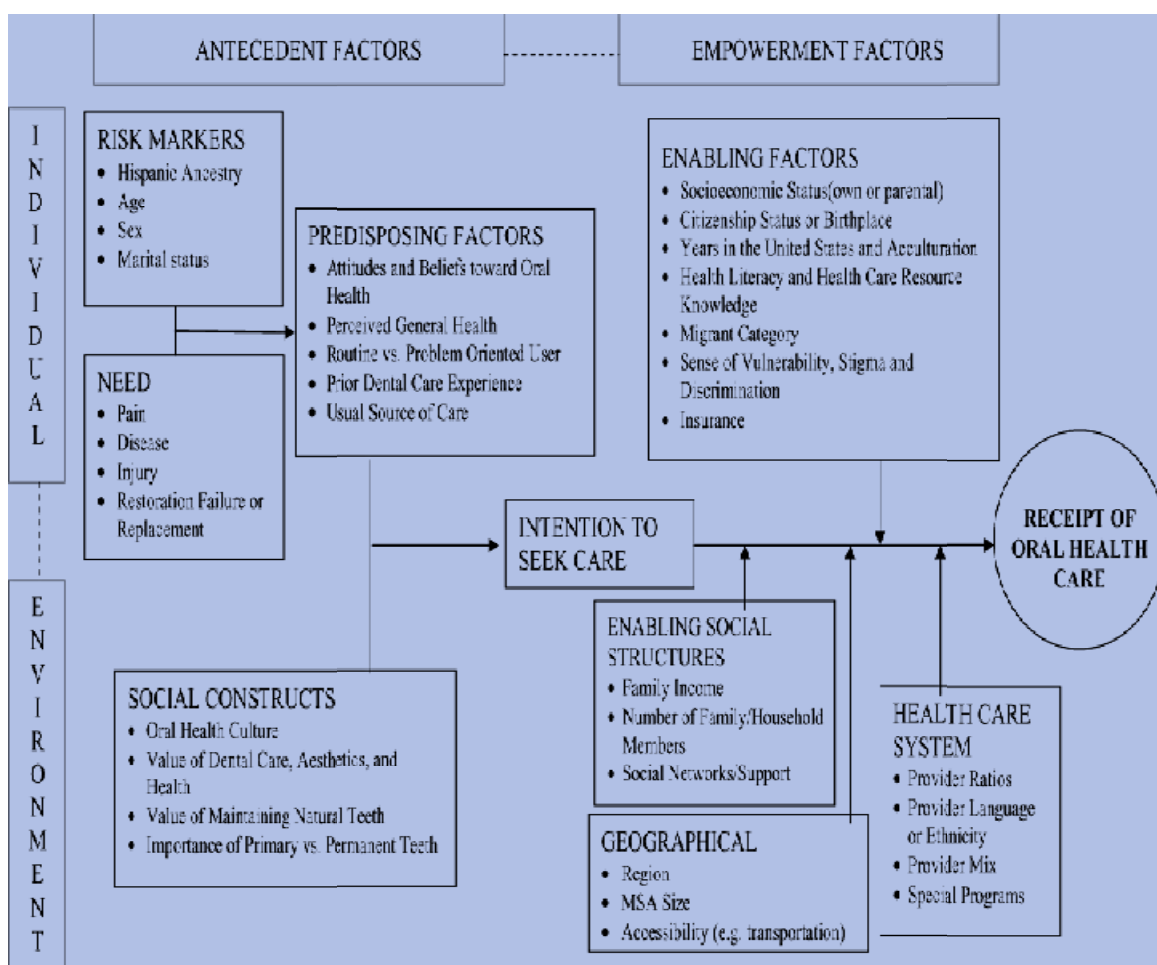 ANTECEDENT FACTORS
EMPOWERMENT FACTORS
INDIVIDUAL
RISK MARKERS
• Hispanic Ancestry
• Age
• Sex
• Marital status
NEED
• Pain
• Disease
• Injury
• Restoration Failure or
Replacement
PREDISPOSING FACTORS
• Attitudes and Beliefs toward Oral
Health
• Perceived General Health
• Routine vs. Problem Oriented User
• Prior Dental Care Experience
• Usual Source of Care
ENABLING FACTORS
• Socioeconomic Status(own or parental)
• Citizenship Status or Birthplace
• Years in the United States and Acculturation
• Health Literacy and Health Care Resource
Knowledge
• Migrant Category
• Sense of Vulnerability, Stigma and
Discrimination
• Insurance
INTENTION TO
SEEK CARE
RECEIPT OF
ORAL HEALTH
CARE
ENVIRONMENT
SOCIAL CONSTRUCTS
• Oral Health Culture
• Value of Dental Care, Aesthetics, and
Health
• Value of Maintaining Natural Teeth
• Importance of Primary vs. Permanent Teeth
ENABLING SOCIAL
STRUCTURES
• Family Income
• Number of Family/Household
Members
• Social Networks/Support
GEOGRAPHICAL
• Region
• MSA Size
• Accessibility (e.g. transportation)
HEALTH CARE
SYSTEM
• Provider Ratios
• Provider Language
or Ethnicity
• Provider Mix
• Special Programs